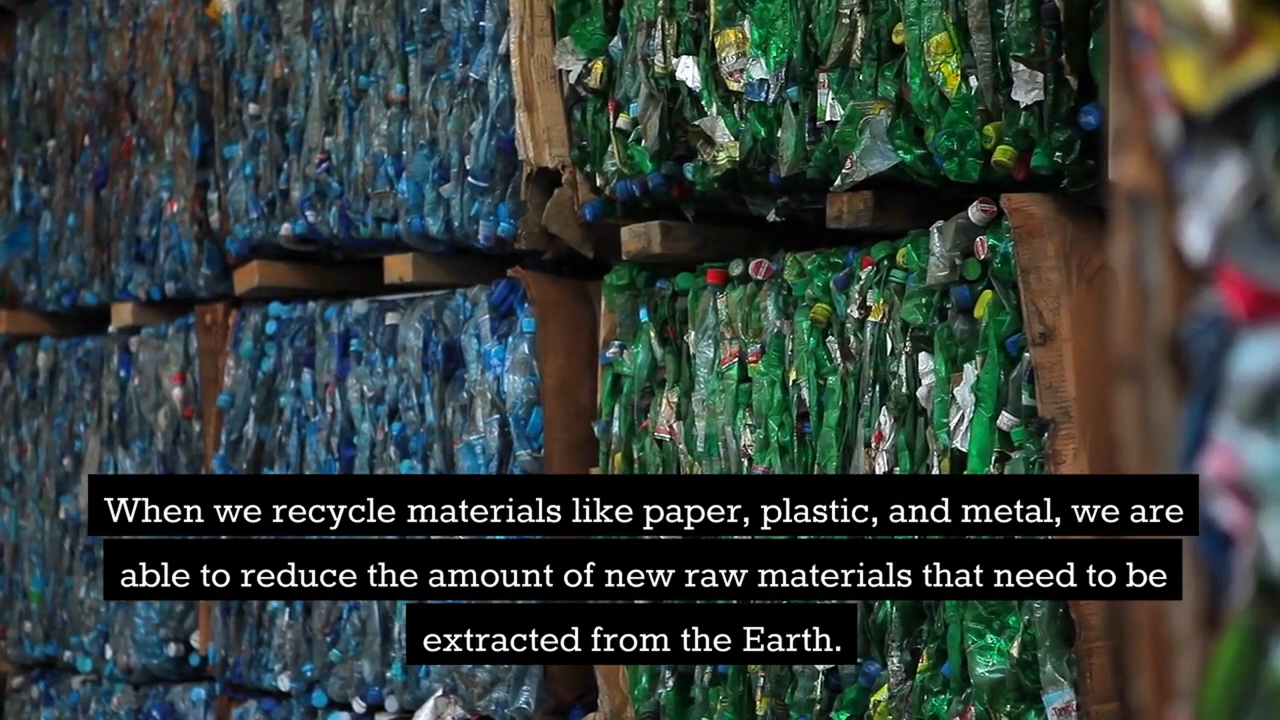 When we recycle materials like paper, plastic, and metal, we are
able to reduce the amount of new raw materials that need to be
extracted from the Earth.